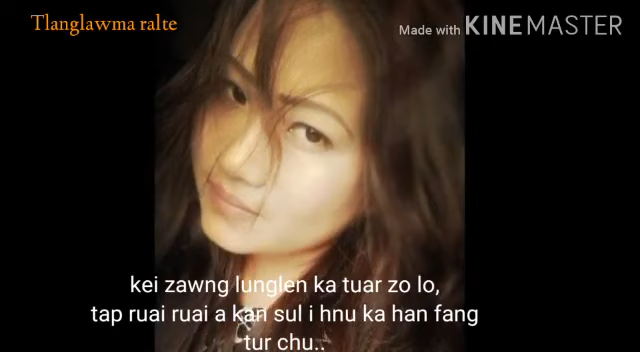 Tlanglawma ralte
Made with KINEMASTER
kei zawng lunglen ka tuar zo lo,
tap ruai ruai a kan sul i hnu ka han fang
tur chu..